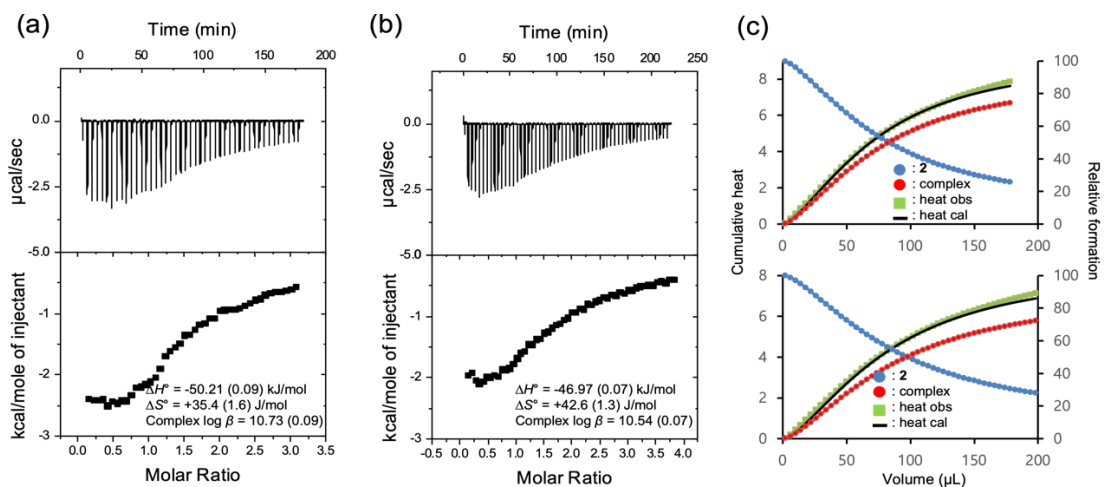 (a)
Time (min)
0 50 100 150 200
0.0
-2.5
-5.0
µcal/sec
-1
-2
-3
kcal/mole of injectant
ΔH° = -50.21 (0.09) kJ/mol
ΔS° = +35.4 (1.6) J/mol
Complex log β = 10.73 (0.09)
0.0 0.5 1.0 1.5 2.0 2.5 3.0 3.5
Molar Ratio
(b)
Time (min)
0 50 100 150 200 250
0.0
-2.5
-5.0
µcal/sec
-1
-2
-3
kcal/mole of injectant
ΔH° = -46.97 (0.07) kJ/mol
ΔS° = +42.6 (1.3) J/mol
Complex log β = 10.54 (0.07)
-0.5 0.0 0.5 1.0 1.5 2.0 2.5 3.0 3.5 4.0
Molar Ratio
(c)
8
6
4
2
0
100
80
60
40
20
0
: 2
: complex
: heat obs
: heat cal
0 50 100 150 200
Cumulative heat
Relative formation
8
6
4
2
0
100
80
60
40
20
0
: 2
: complex
: heat obs
: heat cal
0 50 100 150 200
Volume (µL)